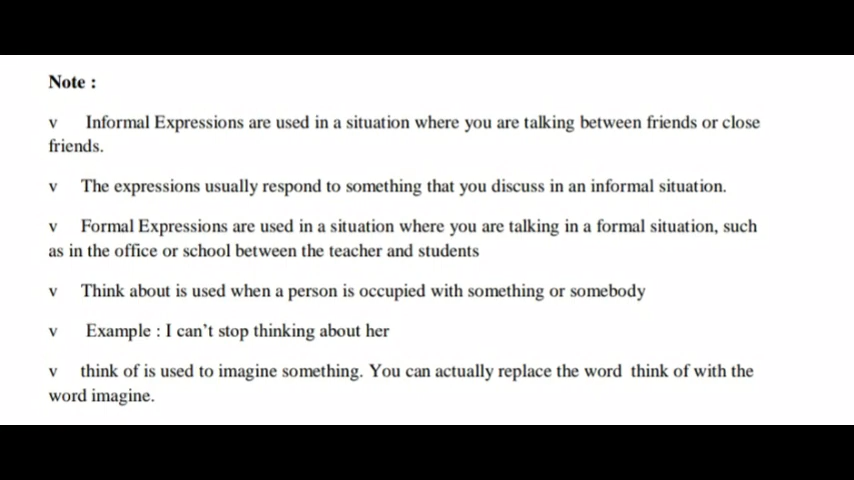 Note :
v Informal Expressions are used in a situation where you are talking between friends or close
friends.
v The expressions usually respond to something that you discuss in an informal situation.
v Formal Expressions are used in a situation where you are talking in a formal situation, such
as in the office or school between the teacher and students
v Think about is used when a person is occupied with something or somebody
v Example : I can’t stop thinking about her
v think of is used to imagine something. You can actually replace the word think of with the
word imagine.